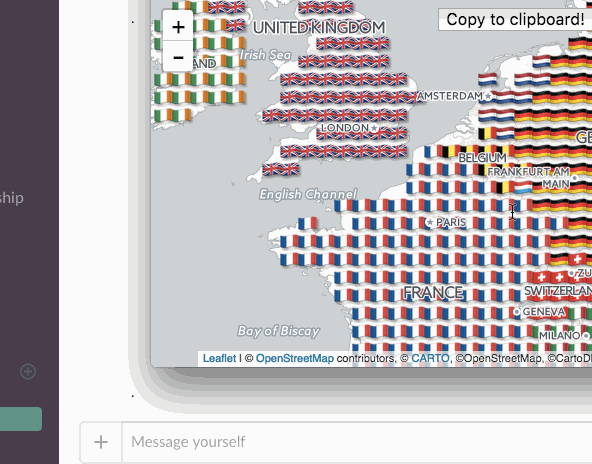 +
Copy to clipboard!
UNITED KINGDOM
Irish Sea
AND
−
AMSTERDAM
LONDON
BELGIUM
GE
FRANKFURT AM
MAIN
English Channel
ship
PARIS
ZU
FRANCE
SWITZERLAN
GENEVA
Bay of Biscay
MILANO
Leaflet | © OpenStreetMap contributors, © CARTO, ©OpenStreetMap, ©CartoD
+ Message yourself